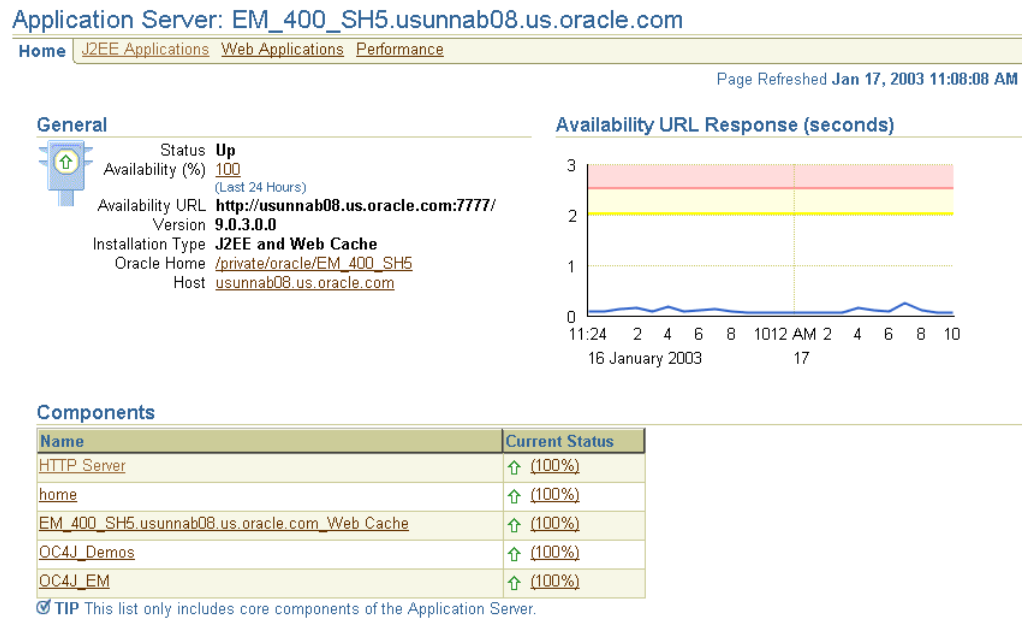 Application Server: EM_400_SH5.usunnab08.us.oracle.com
Home J2EE Applications Web Applications Performance
Page Refreshed Jan 17, 2003 11:08:08 AM
General
Status Up
Availability (%) 100
(Last 24 Hours)
Availability URL http://usunnab08.us.oracle.com:7777/
Version 9.0.3.0.0
Installation Type J2EE and Web Cache
Oracle Home /private/oracle/EM_400_SH5
Host usunnab08.us.oracle.com
Availability URL Response (seconds)
3
2
1
0
11:24 2 4 6 8 1012 AM 2 4 6 8 10
16 January 2003 17
Components
Name Current Status
HTTP Server (100%)
home (100%)
EM_400_SH5.usunnab08.us.oracle.com_Web Cache (100%)
OC4J_Demos (100%)
OC4J_EM (100%)
TIP This list only includes core components of the Application Server.